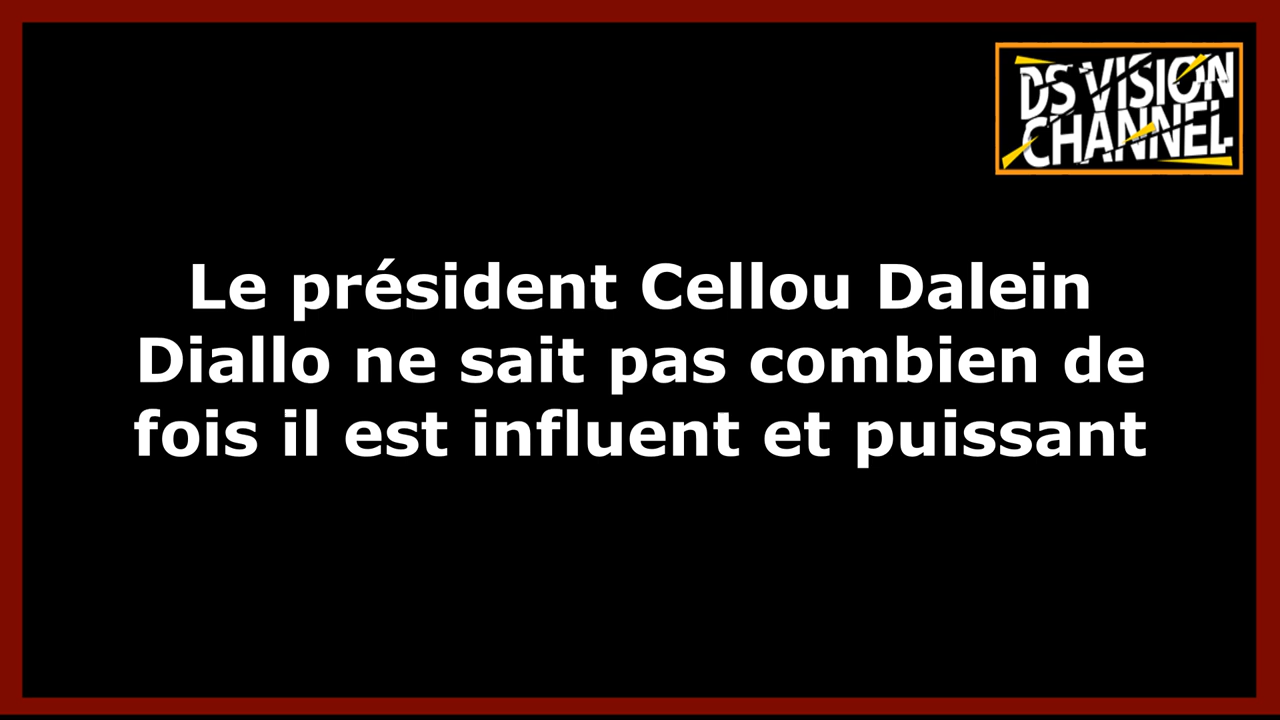 DS VISION
CHANNEL
Le président Cellou Dalein
Diallo ne sait pas combien de
fois il est influent et puissant